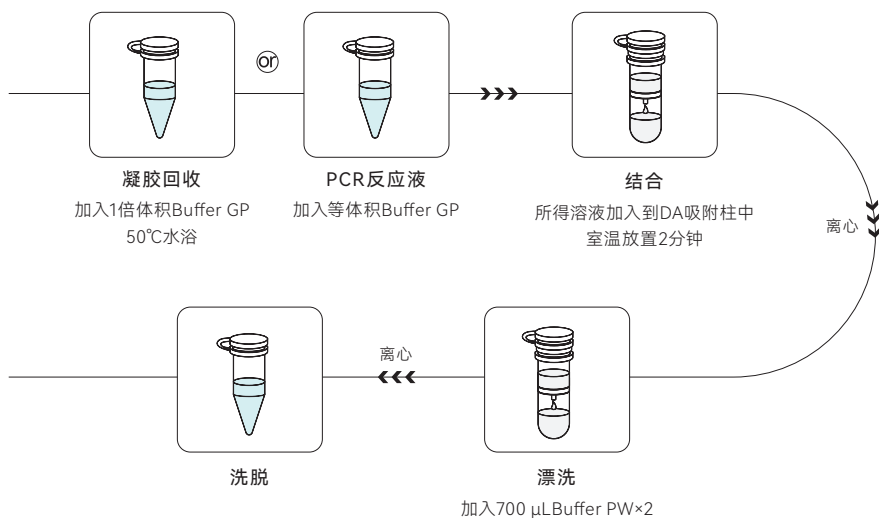 or
凝胶回收
加入1倍体积Buffer GP
50℃水浴
PCR反应液
加入等体积Buffer GP
结合
所得溶液加入到DA吸附柱中
室温放置2分钟
离心
离心
洗脱
漂洗
加入700 μLBuffer PW×2